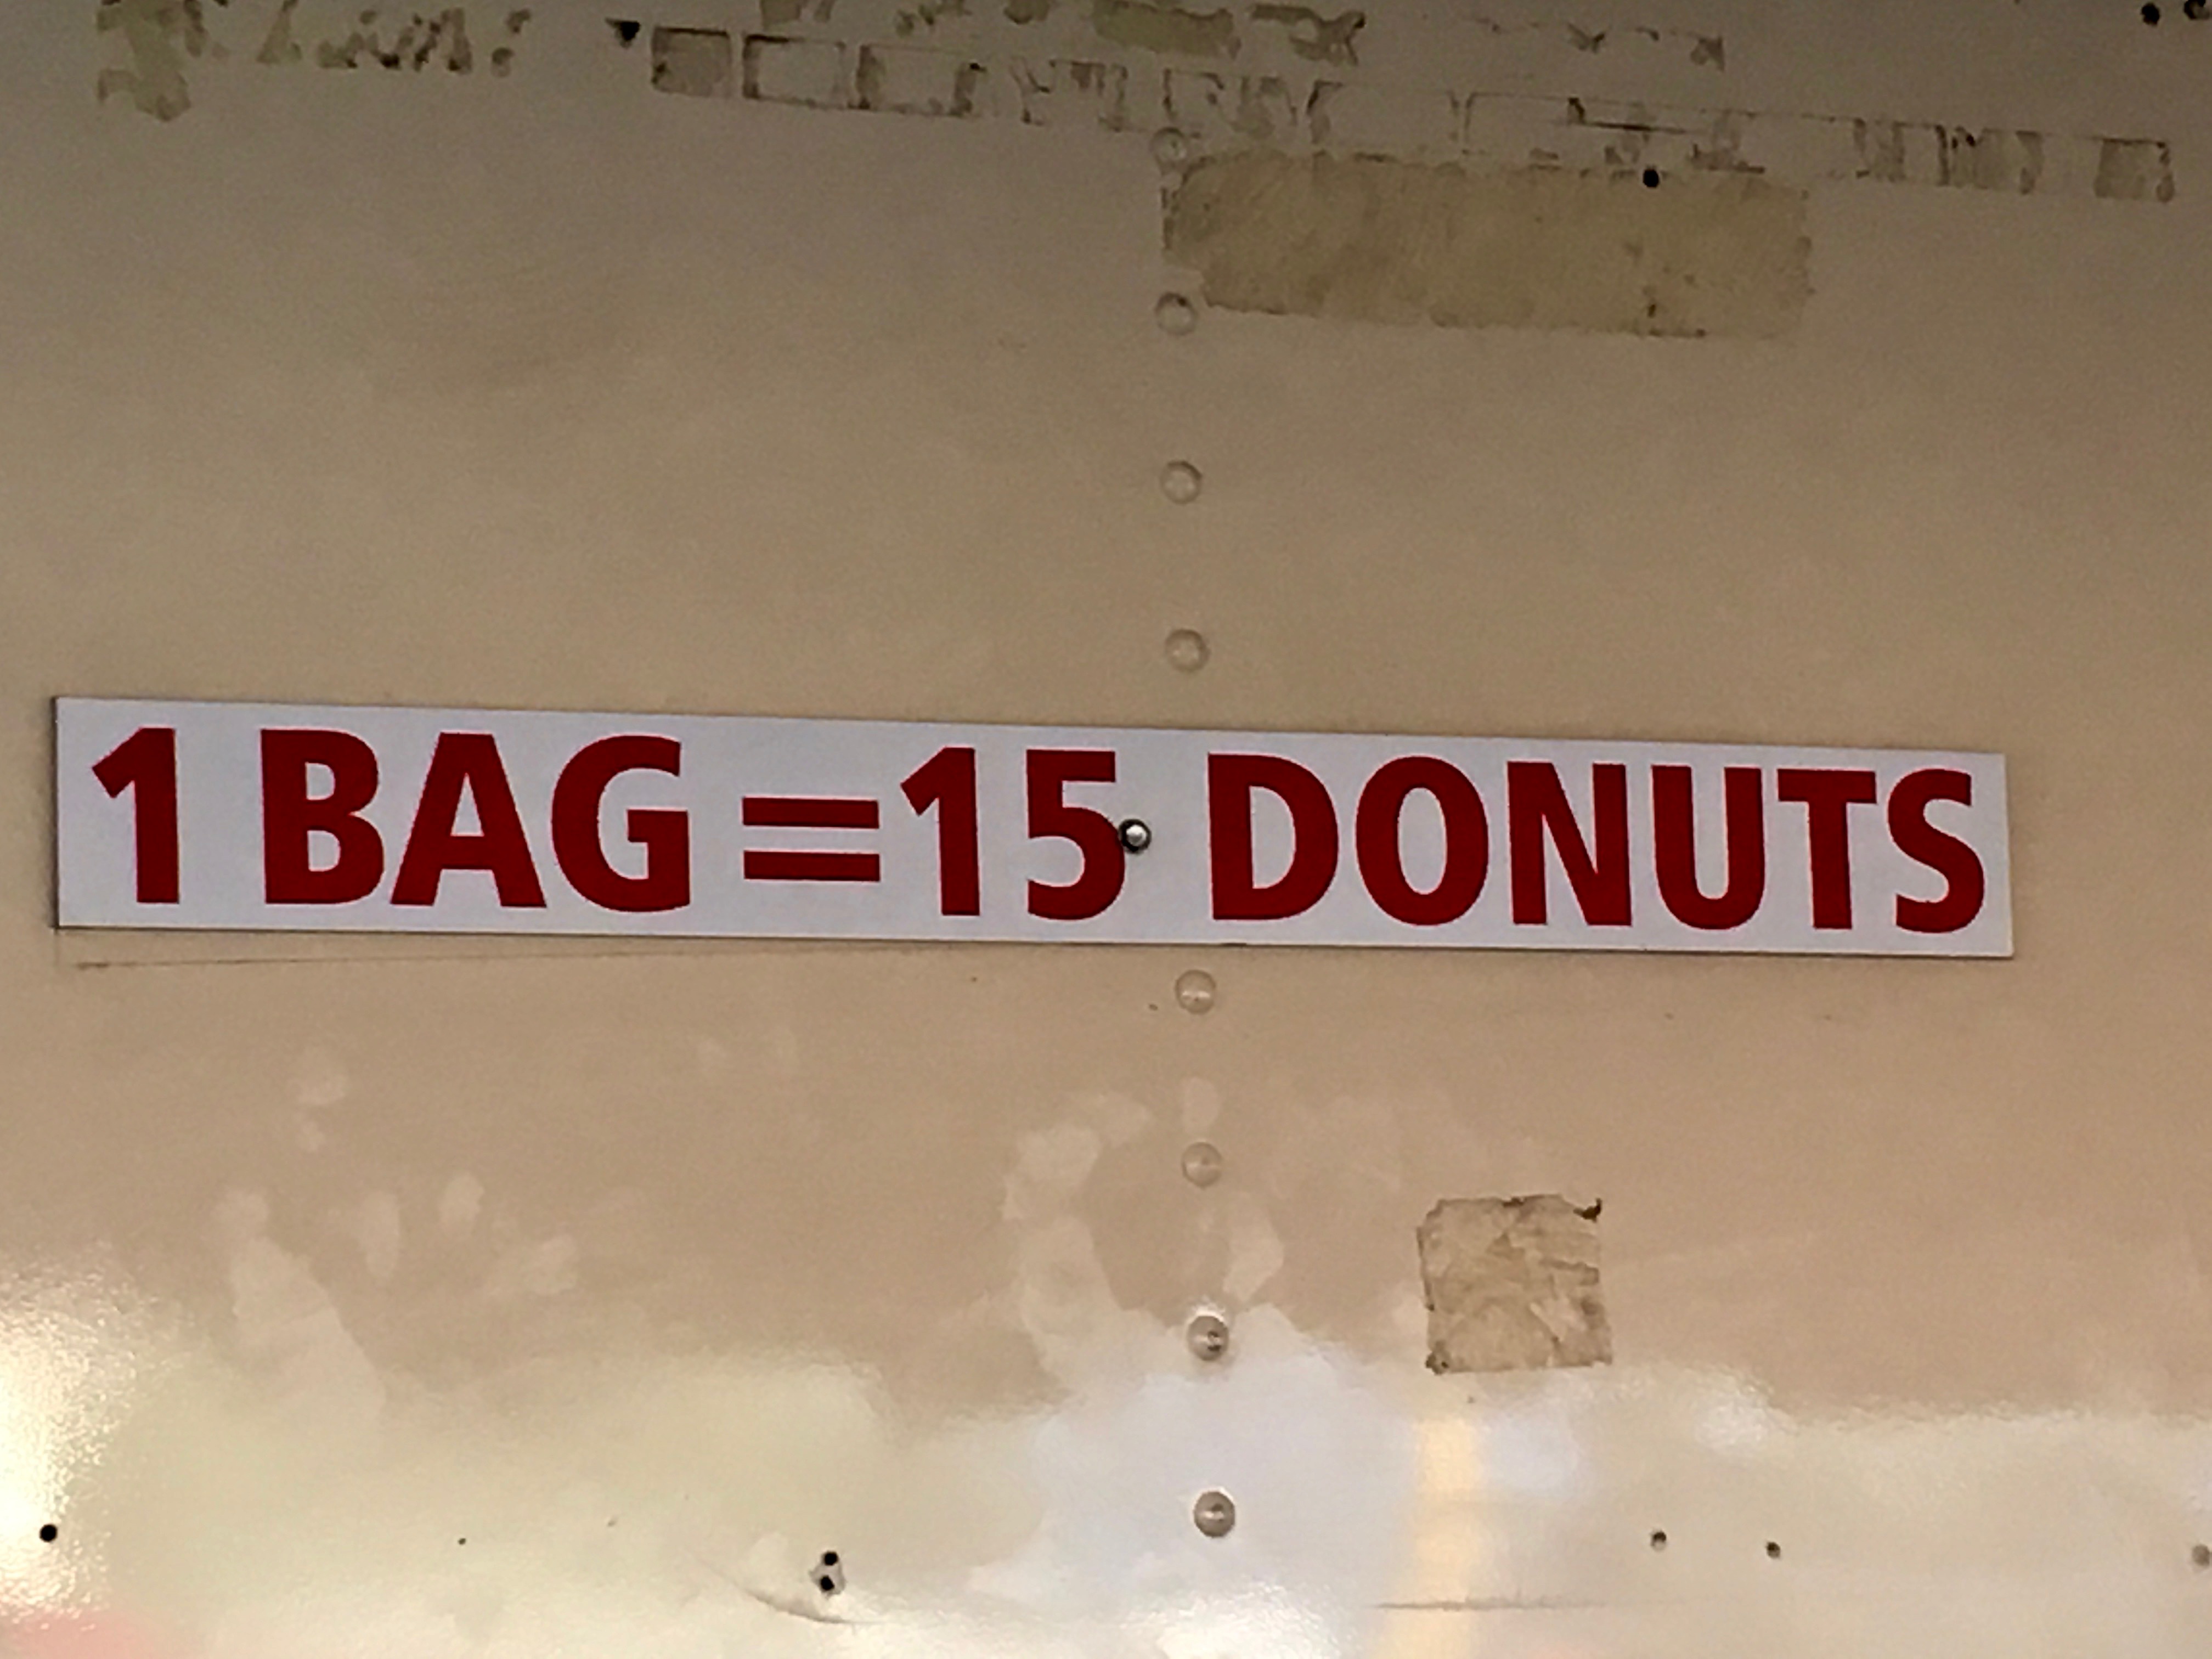 1 BAG = 15 DONUTS